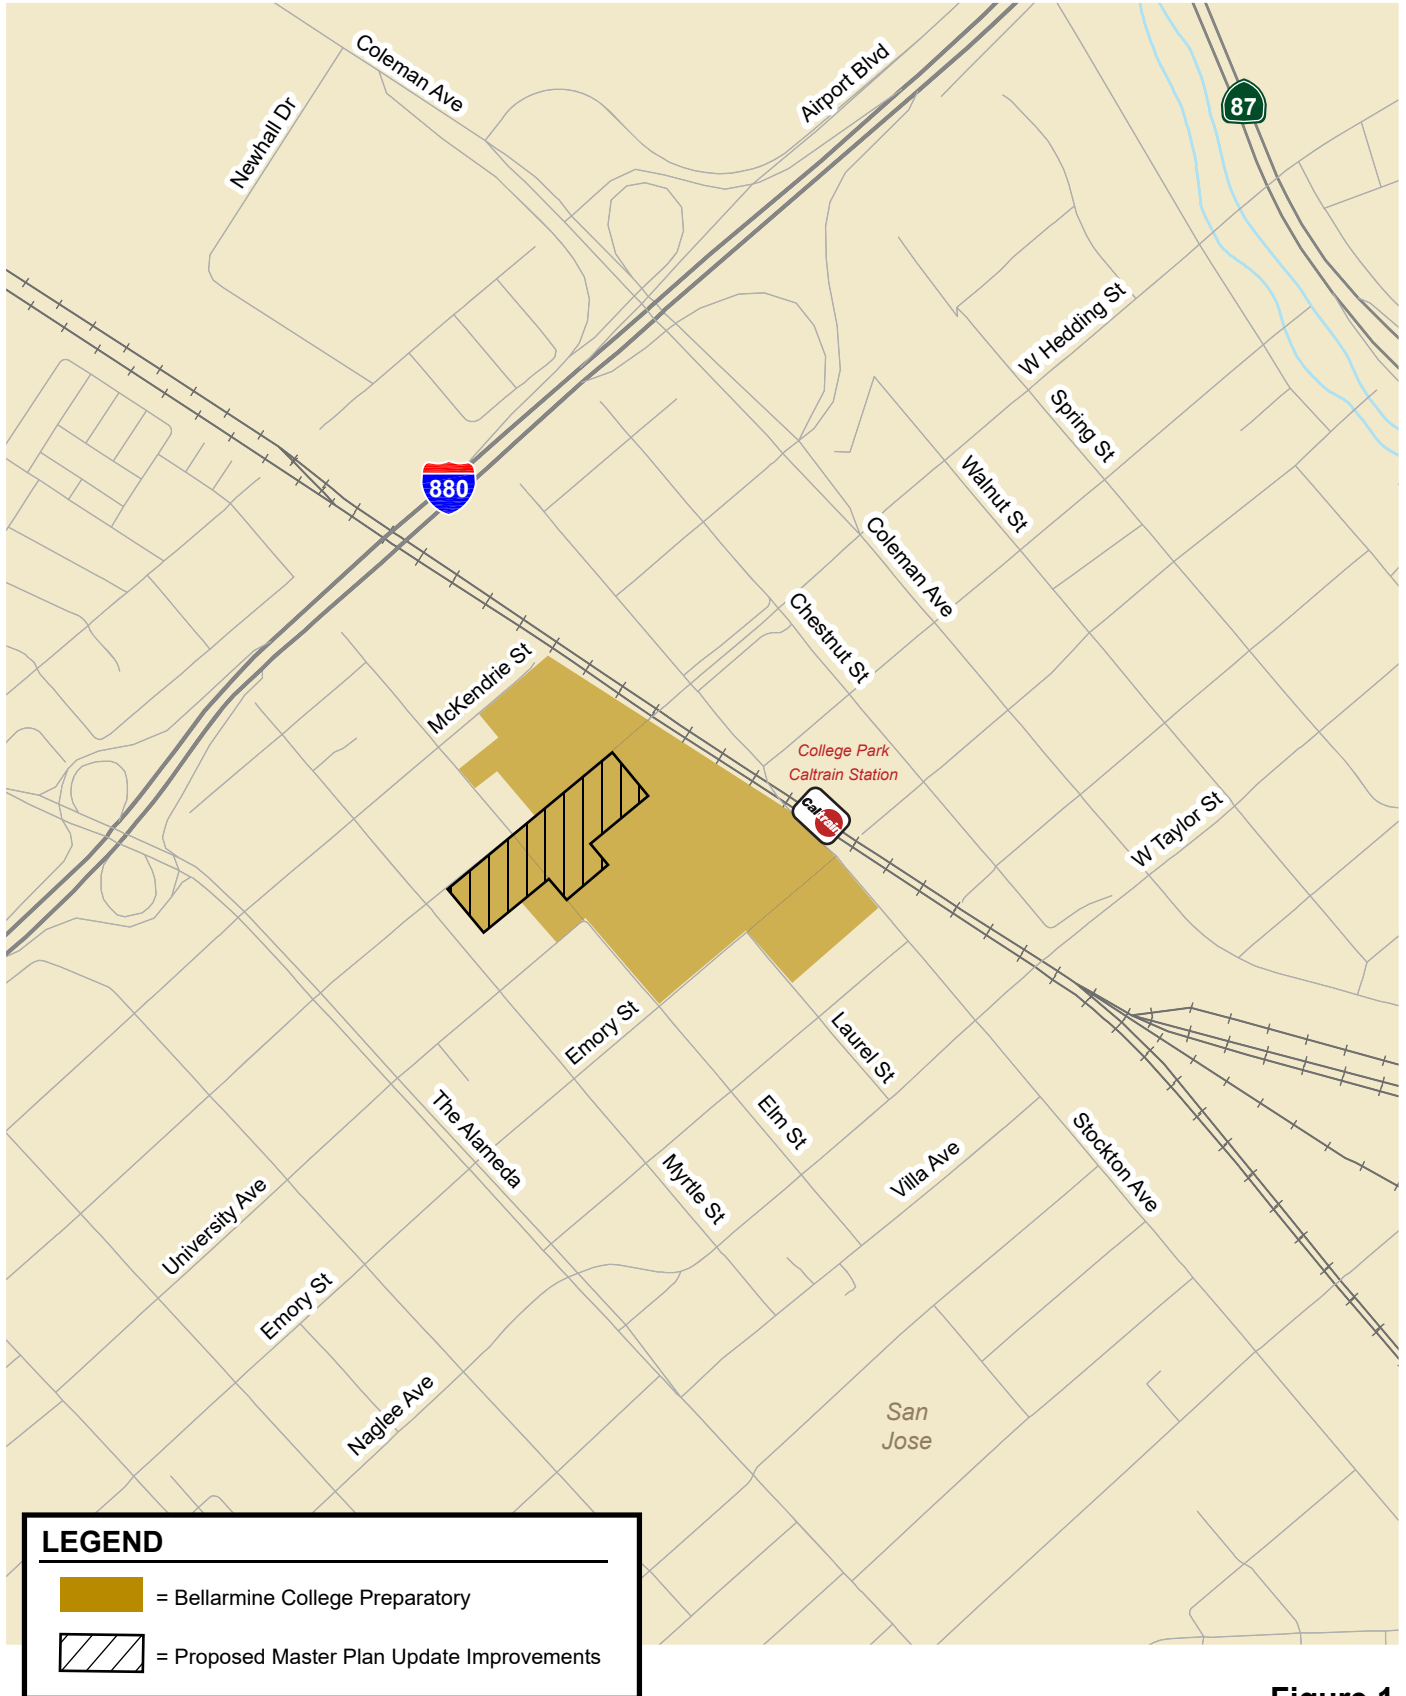 Coleman Ave
Airport Blvd
Newhall Dr
87
W Hedding St
Spring St
880
Walnut St
Coleman Ave
Chestnut St
McKendrie St
College Park
Caltrain Station
Caltrain
W Taylor St
Emory St
Laurel St
The Alameda
Elm St
Stockton Ave
Myrtle St
Villa Ave
University Ave
Emory St
Naglee Ave
San
Jose
LEGEND
= Bellarmine College Preparatory
= Proposed Master Plan Update Improvements
Figure 1